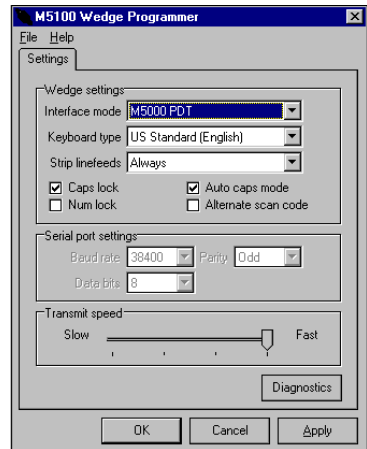 M5100 Wedge Programmer
File Help
Settings
Wedge settings
Interface mode M5000 PDT
Keyboard type US Standard (English)
Strip linefeeds Always
Caps lock Auto caps mode
Num lock Alternate scan code
Serial port settings
Baud rate 38400 Parity Odd
Data bits 8
Transmit speed
Slow Fast
Diagnostics
OK Cancel Apply